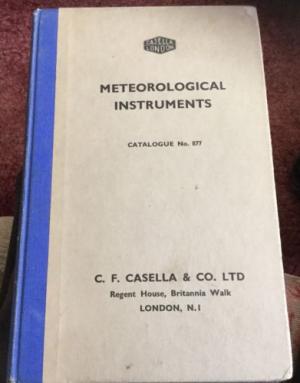 CASELLA
LONDON
METEOROLOGICAL
INSTRUMENTS
CATALOGUE No. 877
C. F. CASELLA & CO. LTD
Regent House, Britannia Walk
LONDON, N.1